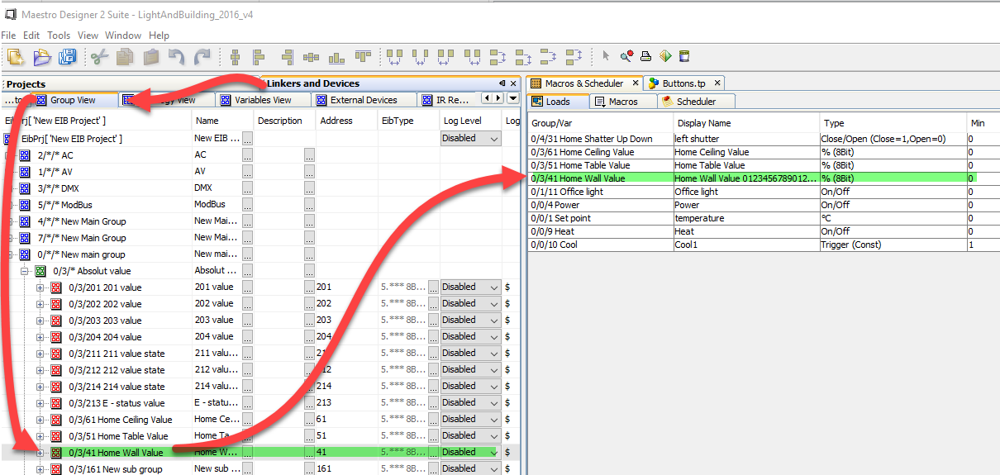 Maestro Designer 2 Suite - LightAndBuilding_2016_v4
File Edit Tools View Window Help
Projects
Linkers and Devices
Group View
View Variables View External Devices IR Re...
EibPrj[ 'New EIB Project' ] Name Description Address EibType Log Level Log
EibPrj[ 'New EIB Project' ] New EIB ... ... Disabled
2/*/* AC AC ... ...
1/*/* AV AV ... ...
3/*/* DMX DMX ... ...
5/*/* ModBus ModBus ... ...
4/*/* New Main Group New Mai... ... ...
7/*/* New Main Group New Mai... ... ...
0/*/* New main group New mai... ... ...
0/3/* Absolut value Absolut ... ... ...
0/3/201 201 value 201 value ... ... 201 5.*** 8B... ... Disabled $
0/3/202 202 value 202 value ... ... 202 5.*** 8B... ... Disabled $
0/3/203 203 value 203 value ... ... 203 5.*** 8B... ... Disabled $
0/3/204 204 value 204 value ... ... 204 5.*** 8B... ... Disabled $
0/3/211 211 value state 211 valu... ... ... 5.*** 8B... ... Disabled $
0/3/212 212 value state 212 valu... ... ... 5.*** 8B... ... Disabled $
0/3/214 214 value state 214 valu... ... ... 214 5.*** 8B... ... Disabled $
0/3/213 E - status value E - statu... ... ... 213 5.*** 8B... ... Disabled $
0/3/61 Home Ceiling Value Home Ce... ... ... 61 5.*** 8B... ... Disabled $
0/3/51 Home Table Value Home Ta... ... ... 51 5.*** 8B... ... Disabled $
0/3/41 Home Wall Value Home W... ... ... 41 5.*** 8B... ... Disabled $
0/3/161 New sub group New sub ... ... ... 161 5.*** 8B... ... Disabled $
Macros & Scheduler Buttons.tp
Loads Macros Scheduler
Group/Var Display Name Type Min
0/4/31 Home Shatter Up Down left shutter Close/Open (Close=1,Open=0) 0
0/3/61 Home Ceiling Value Home Ceiling Value % (8Bit) 0
0/3/51 Home Table Value Home Table Value % (8Bit) 0
0/3/41 Home Wall Value Home Wall Value 0123456789012... % (8Bit) 0
0/1/11 Office light Office light On/Off 0
0/0/4 Power Power On/Off 0
0/0/1 Set point temperature °C 0
0/0/9 Heat Heat On/Off 0
0/0/10 Cool Cool1 Trigger (Const) 1